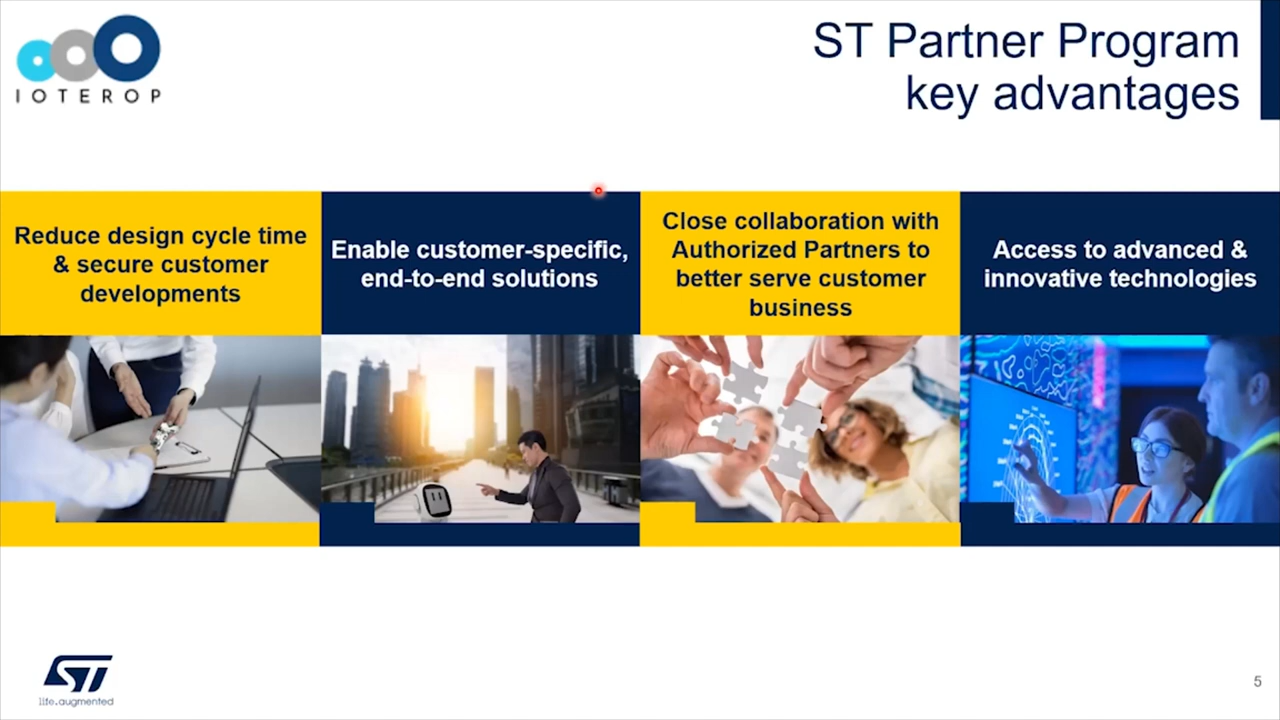 IOTEROP
ST Partner Program
key advantages
Reduce design cycle time
& secure customer
developments
Enable customer-specific,
end-to-end solutions
Close collaboration with
Authorized Partners to
better serve customer
business
Access to advanced &
innovative technologies
ST
life.augmented
5